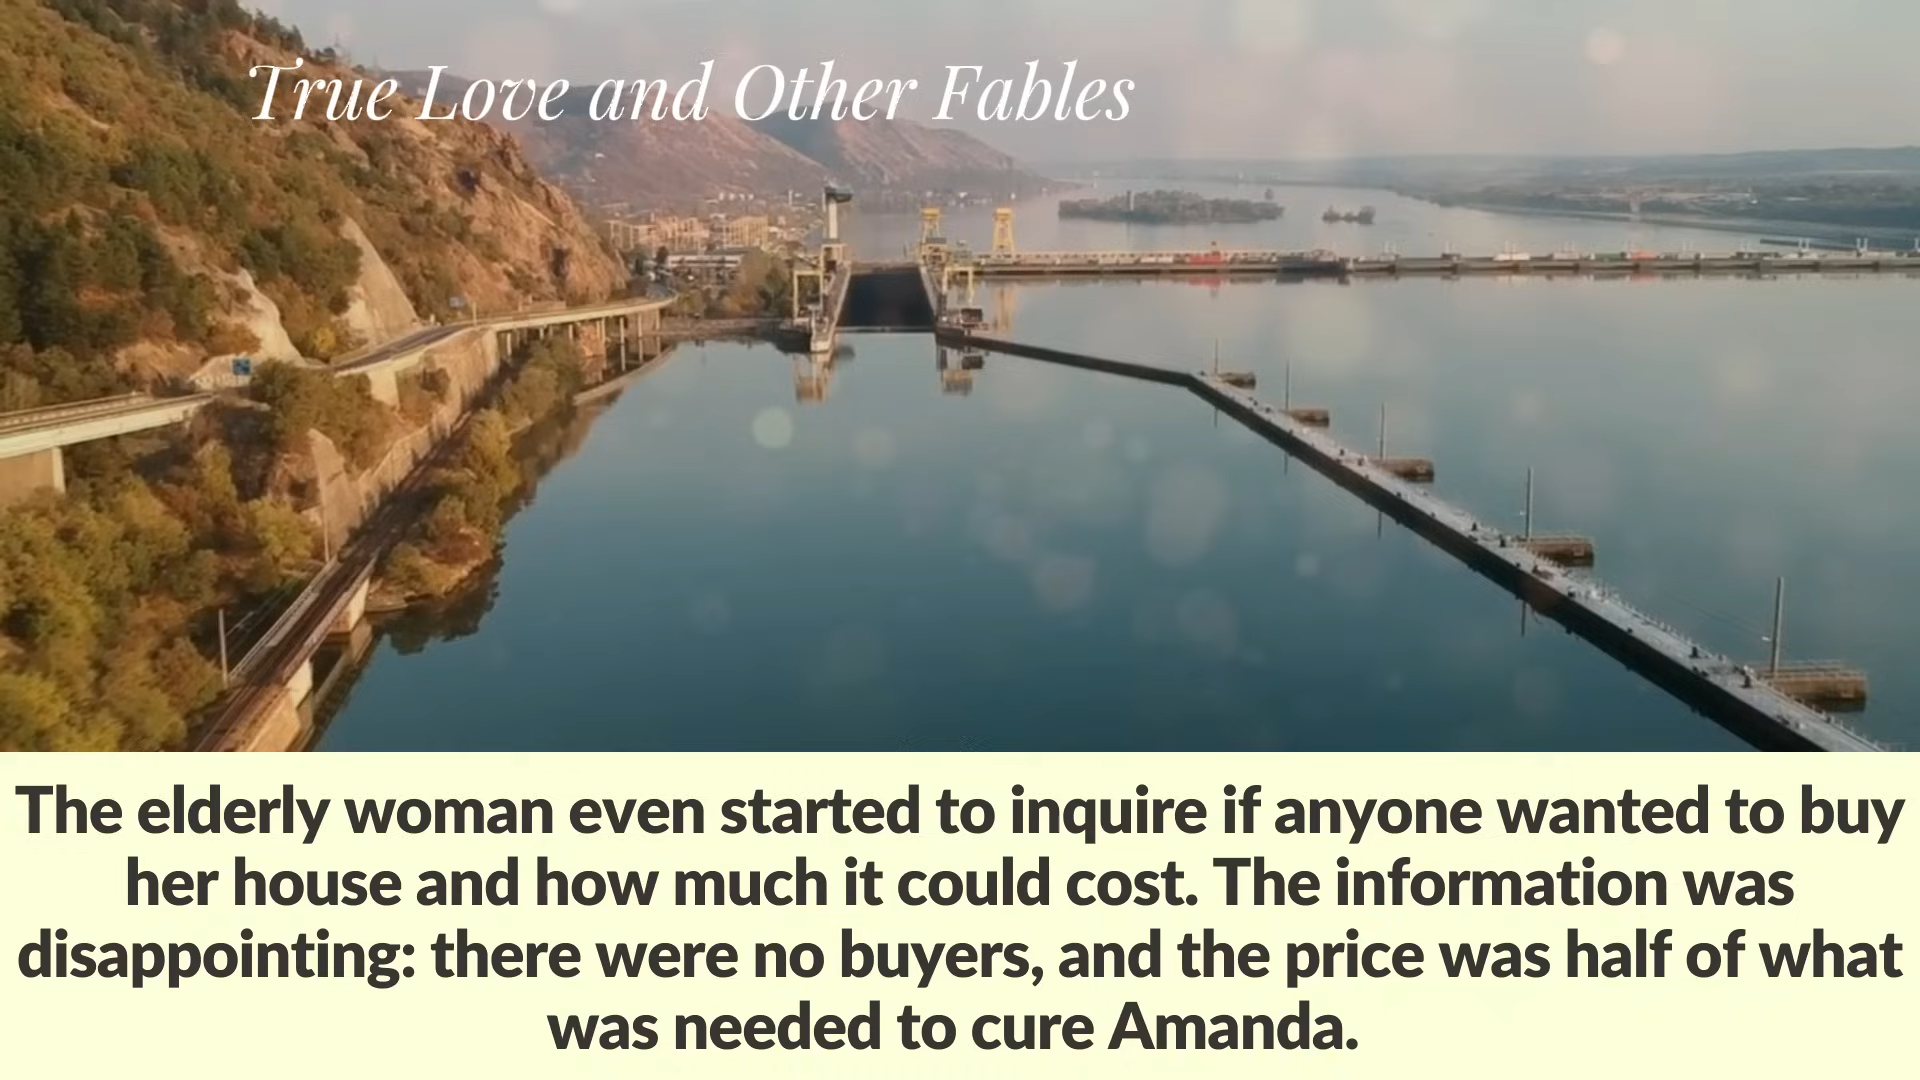 True Love and Other Fables
The elderly woman even started to inquire if anyone wanted to buy
her house and how much it could cost. The information was
disappointing: there were no buyers, and the price was half of what
was needed to cure Amanda.